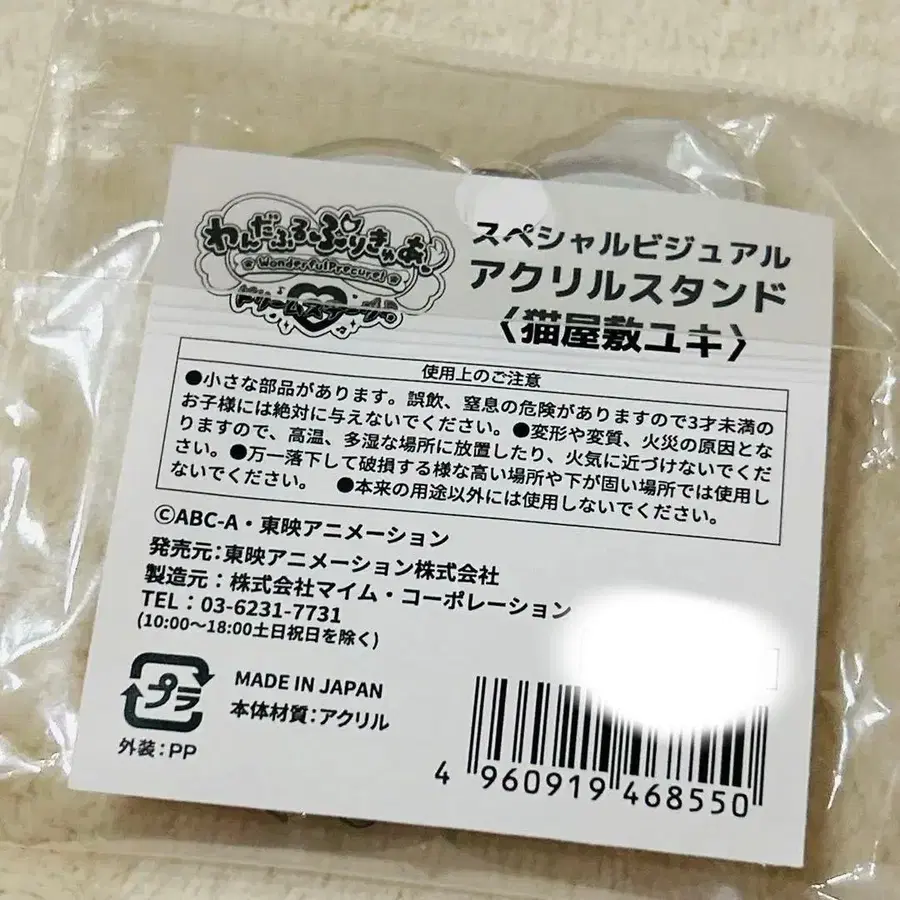 わんだふるぷりきゅあ!
WonderfulPrecure!
ドリームステージ♪
スペシャルビジュアル
アクリルスタンド
〈猫屋敷ユキ〉
使用上のご注意
●小さな部品があります。誤飲、窒息の危険がありますので3才未満の
お子様には絶対に与えないでください。●変形や変質、火災の原因とな
りますので、高温、多湿な場所に放置したり、火気に近づけないでくだ
さい。●万一落下して破損する様な高い場所や下が固い場所では使用し
ないでください。 ●本来の用途以外には使用しないでください。
©ABC-A・東映アニメーション
発売元:東映アニメーション株式会社
製造元:株式会社マイム・コーポレーション
TEL:03-6231-7731
(10:00〜18:00土日祝日を除く)
プラ
外装:PP
MADE IN JAPAN
本体材質:アクリル
4 960919 468550